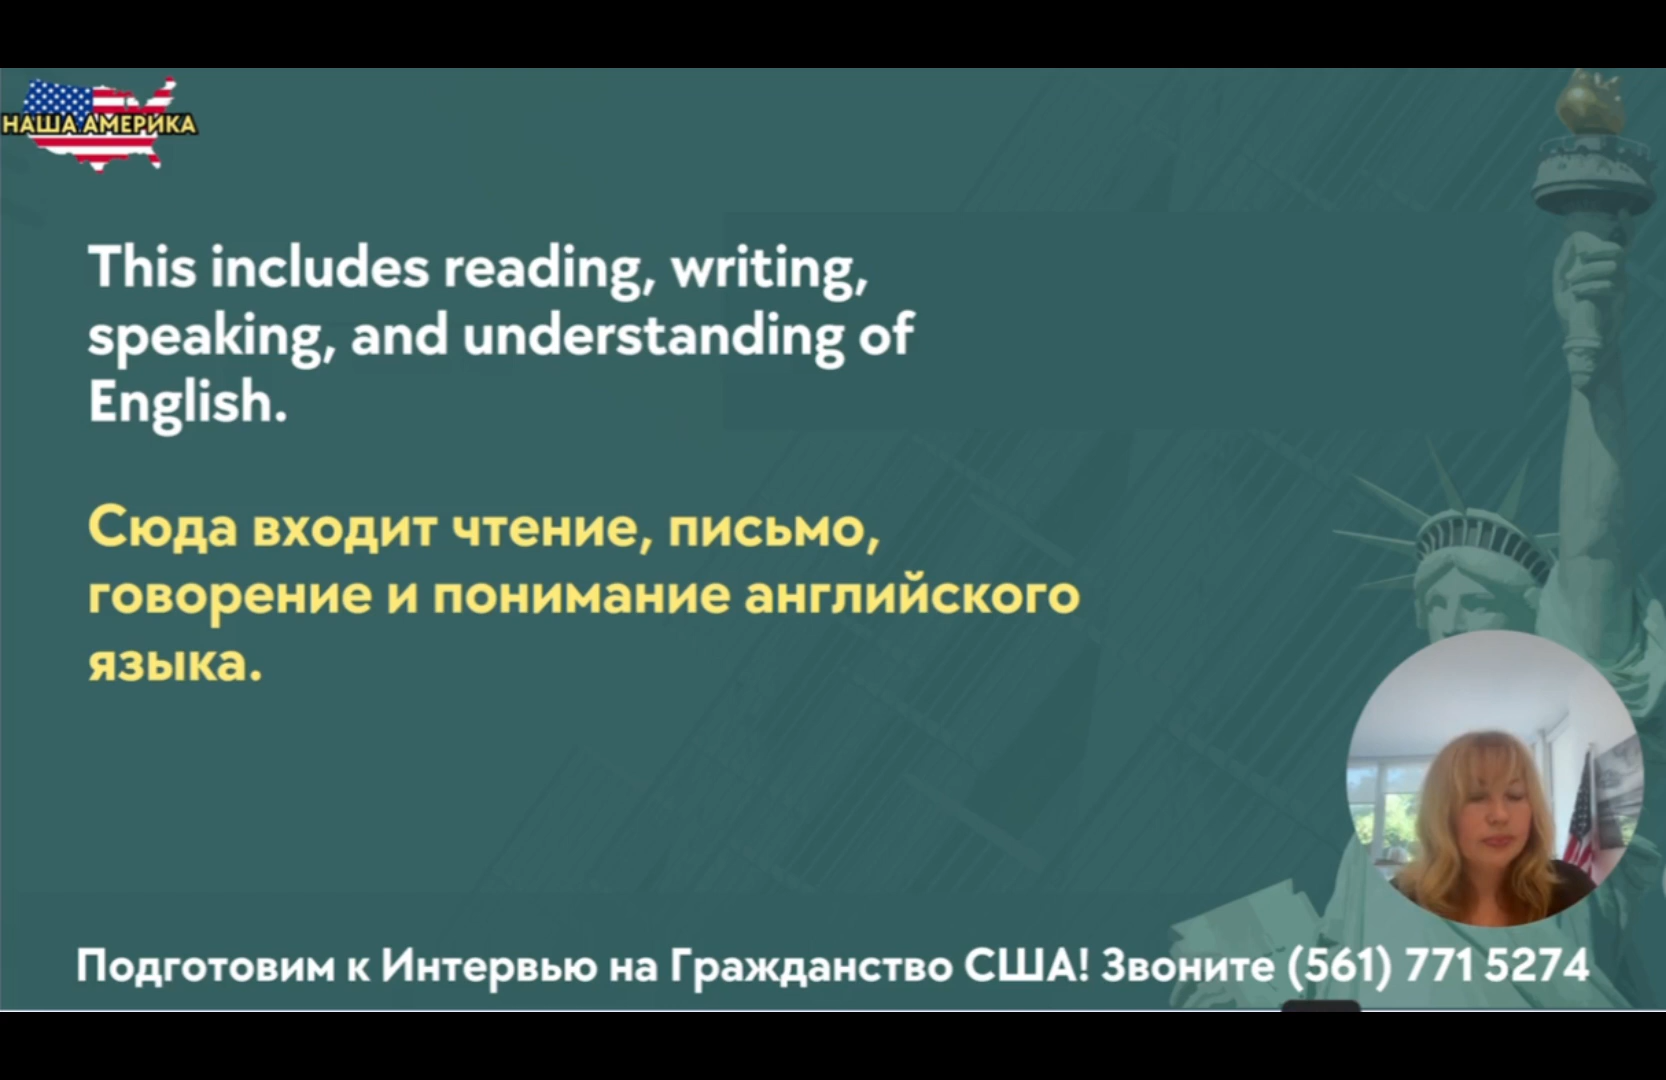 НАША АМЕРИКА
This includes reading, writing,
speaking, and understanding of
English.
Сюда входит чтение, письмо,
говорение и понимание английского
языка.
Подготовим к Интервью на Гражданство США! Звоните (561) 771 5274